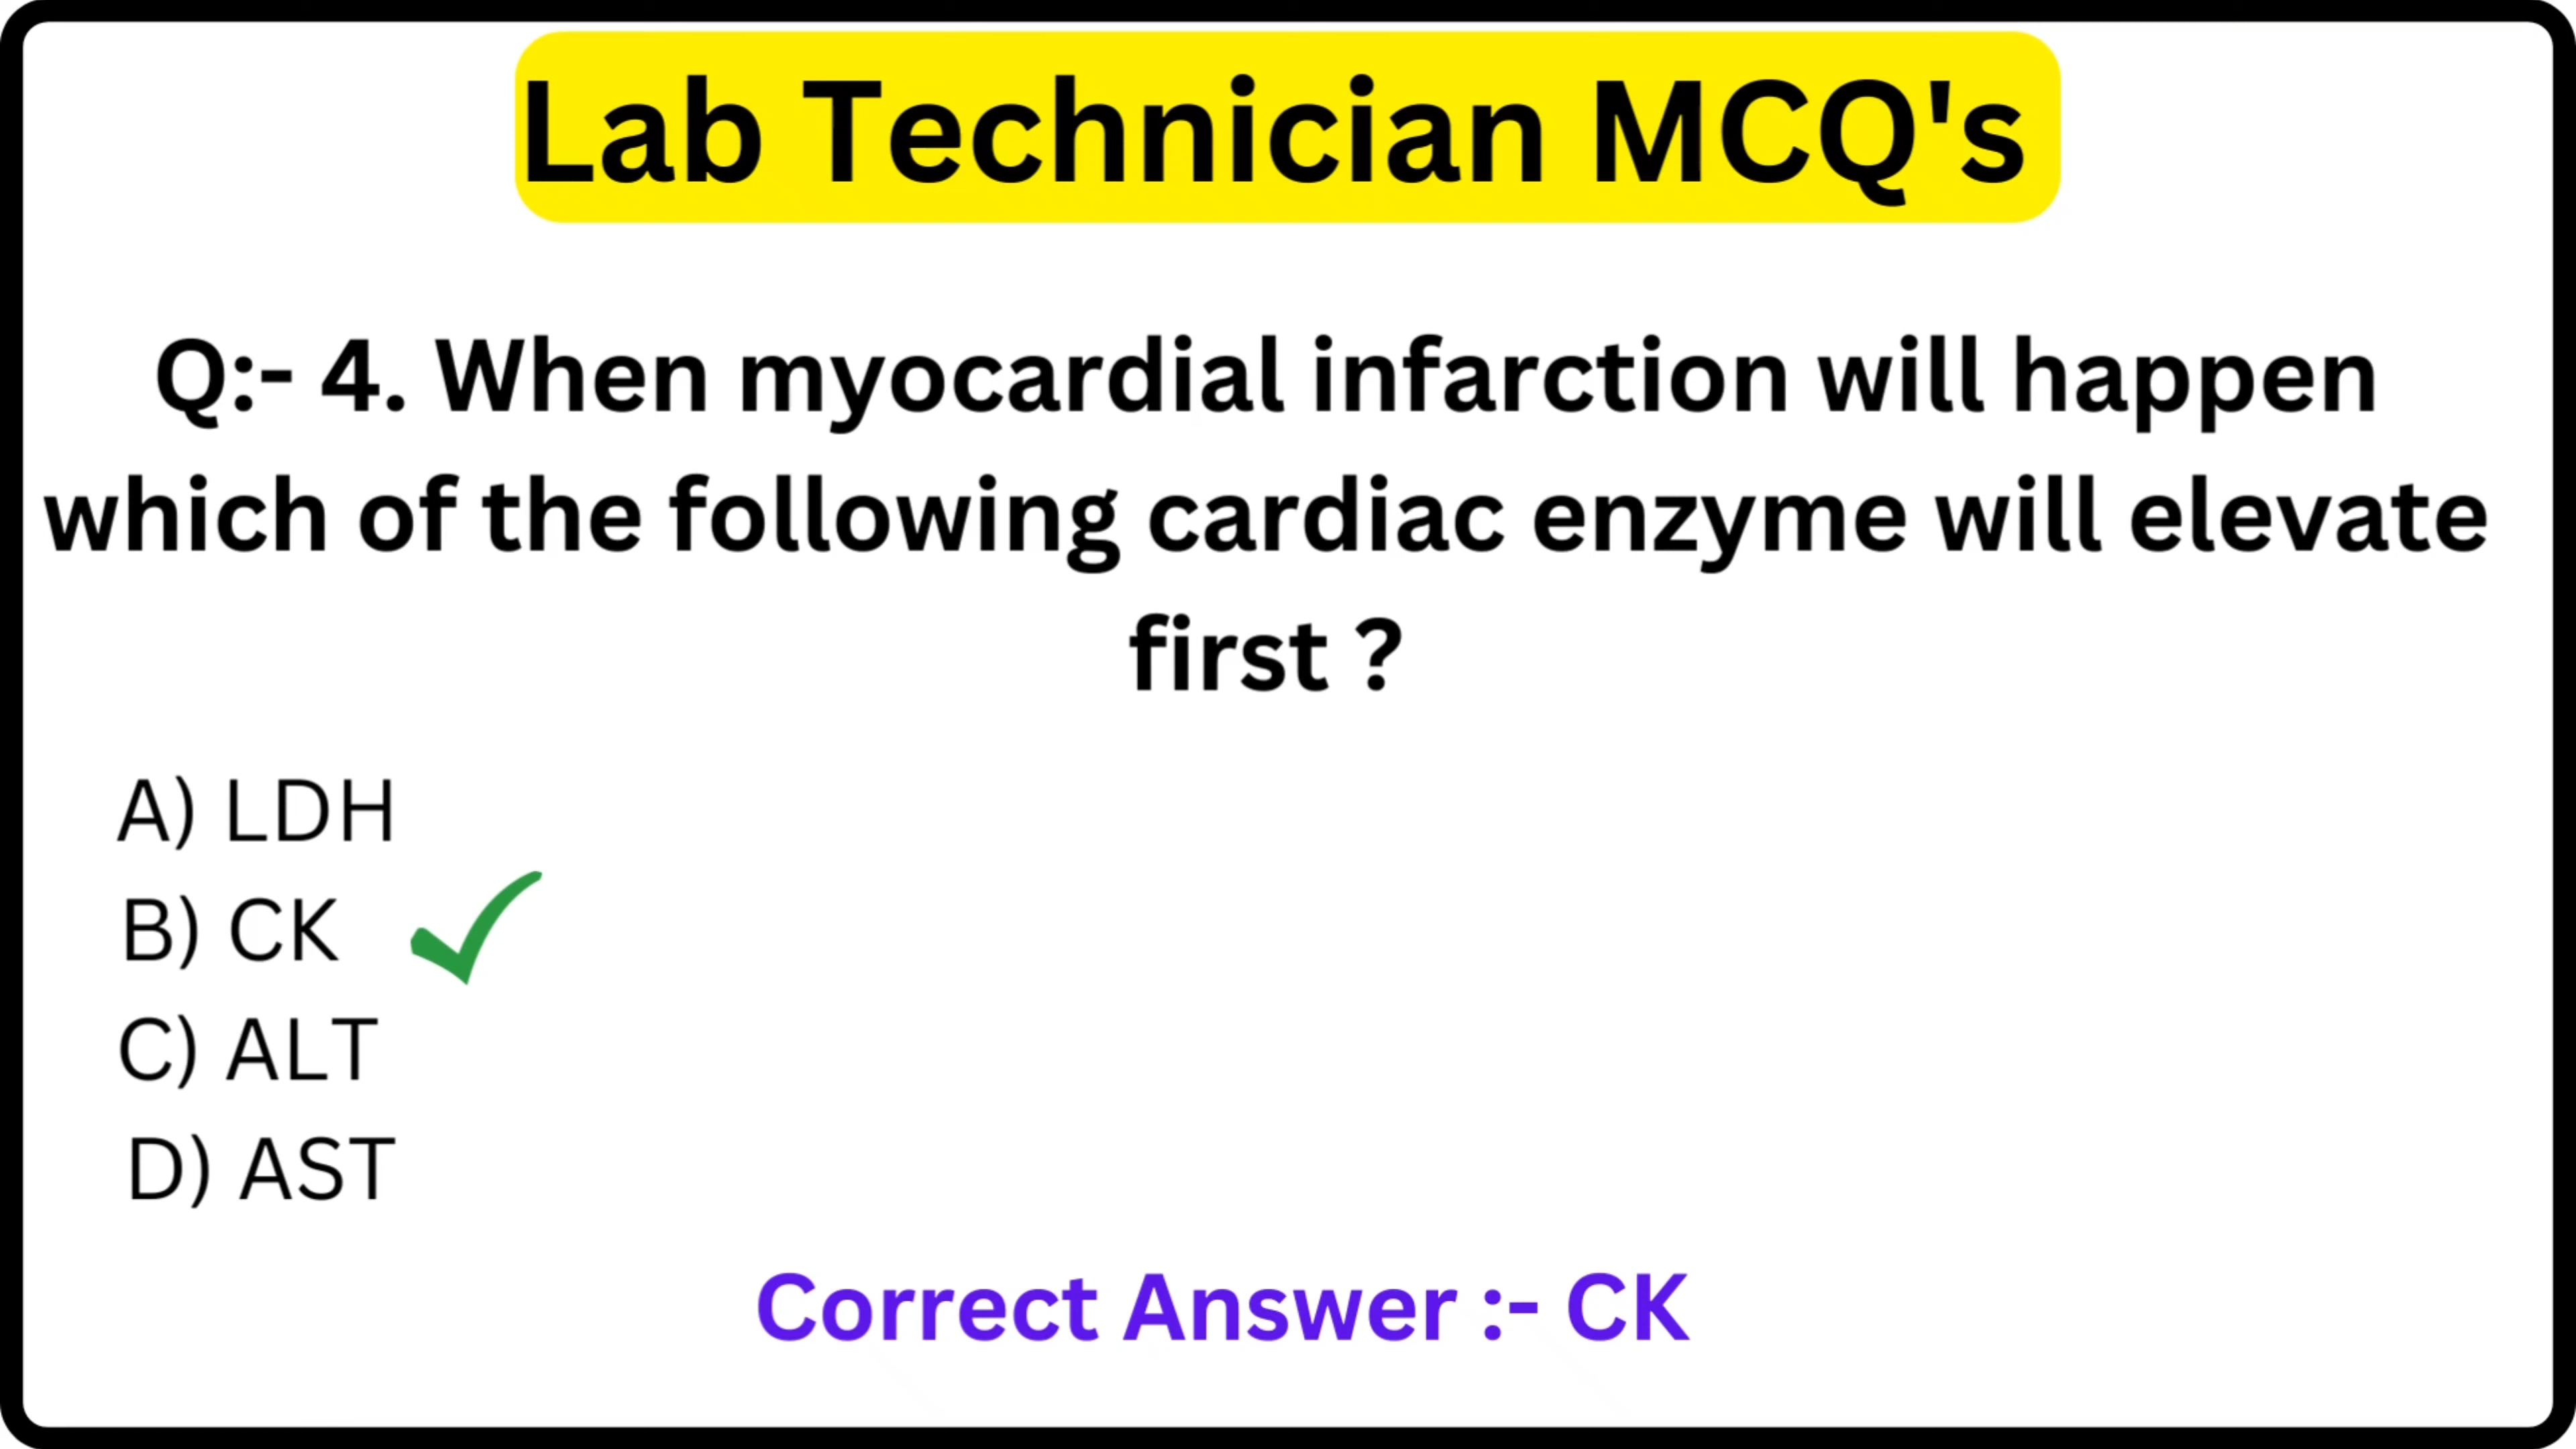 Lab Technician MCQ's
Q:- 4. When myocardial infarction will happen
which of the following cardiac enzyme will elevate
first ?
A) LDH
B) CK
C) ALT
D) AST
Correct Answer :- CK